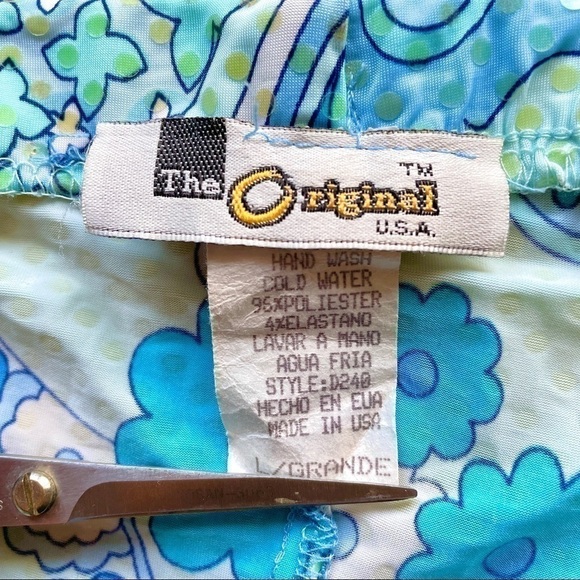 The Original TM
U.S.A.
HAND WASH
COLD WATER
96%POLIESTER
4%ELASTANO
LAVAR A MANO
AGUA FRIA
STYLE:D240
HECHO EN EUA
MADE IN USA
L/GRANDE